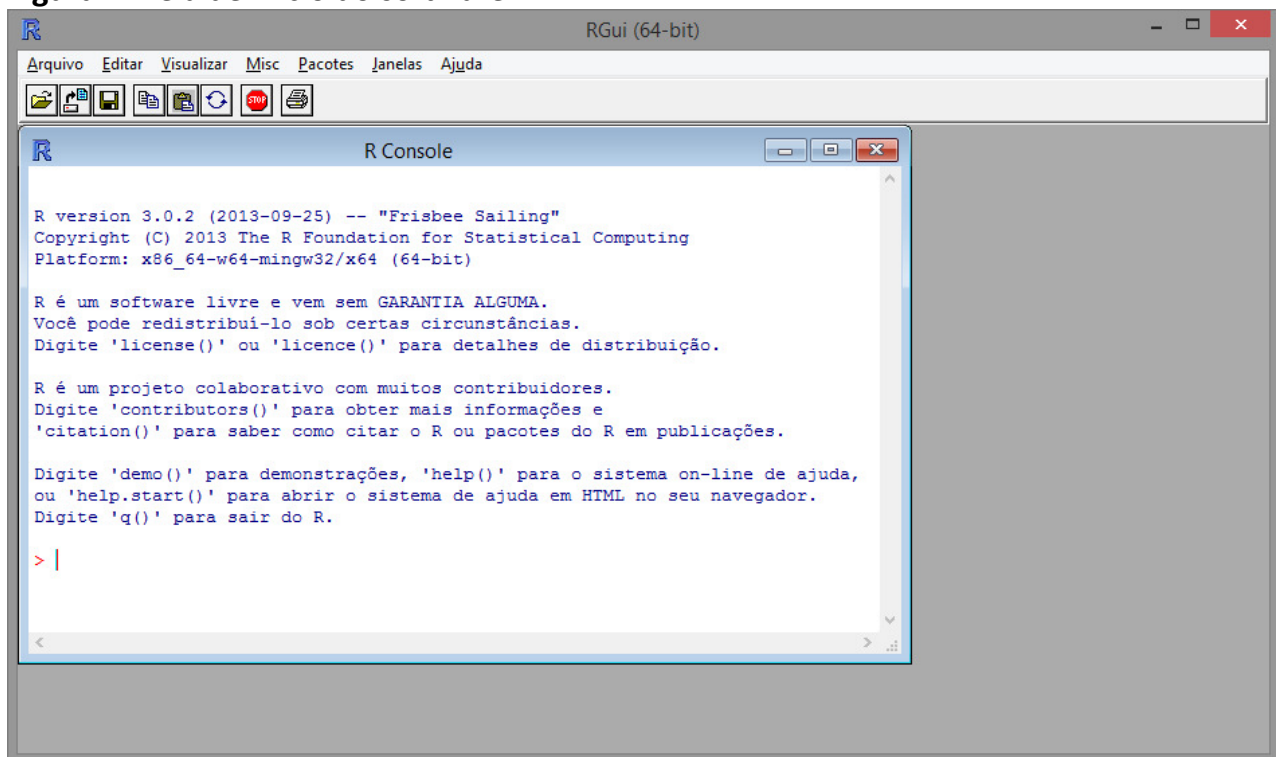 RGui (64-bit)
Arquivo Editar Visualizar Misc Pacotes Janelas Ajuda
STOP
R Console
R version 3.0.2 (2013-09-25) -- "Frisbee Sailing"
Copyright (C) 2013 The R Foundation for Statistical Computing
Platform: x86_64-w64-mingw32/x64 (64-bit)
R é um software livre e vem sem GARANTIA ALGUMA.
Você pode redistribuí-lo sob certas circunstâncias.
Digite 'license()' ou 'licence()' para detalhes de distribuição.
R é um projeto colaborativo com muitos contribuidores.
Digite 'contributors()' para obter mais informações e
'citation()' para saber como citar o R ou pacotes do R em publicações.
Digite 'demo()' para demonstrações, 'help()' para o sistema on-line de ajuda,
ou 'help.start()' para abrir o sistema de ajuda em HTML no seu navegador.
Digite 'q()' para sair do R.
>